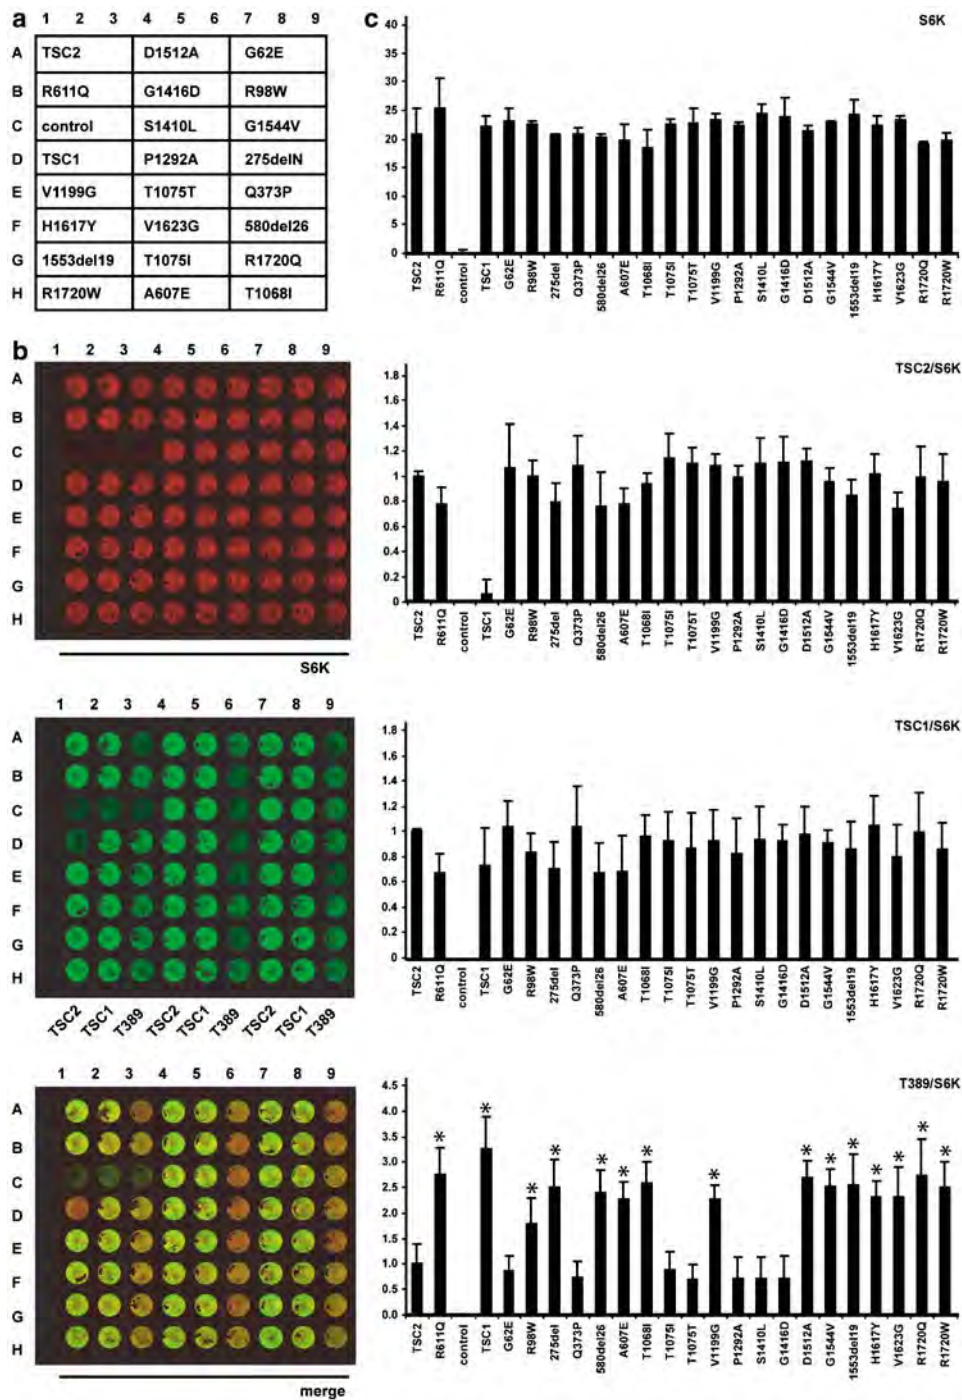 a 1 2 3 4 5 6 7 8 9
A TSC2 D1512A G62E
B R611Q G1416D R98W
C control S1410L G1544V
D TSC1 P1292A 275delN
E V1199G T1075T Q373P
F H1617Y V1623G 580del26
G 1553del19 T1075I R1720Q
H R1720W A607E T1068I
b 1 2 3 4 5 6 7 8 9
A
B
C
D
E
F
G
H
S6K
1 2 3 4 5 6 7 8 9
A
B
C
D
E
F
G
H
TSC2 TSC1 T389 TSC2 TSC1 T389 TSC2 TSC1 T389
1 2 3 4 5 6 7 8 9
A
B
C
D
E
F
G
H
merge
c
S6K
40
35
30
25
20
15
10
5
0
TSC2 R611Q control TSC1 G62E R98W 275del Q373P 580del26 A607E T1068I T1075I T1075T V1199G P1292A S1410L G1416D D1512A G1544V 1553del19 H1617Y V1623G R1720Q R1720W
TSC2/S6K
1.8
1.6
1.4
1.2
1
0.8
0.6
0.4
0.2
0
TSC2 R611Q control TSC1 G62E R98W 275del Q373P 580del26 A607E T1068I T1075I T1075T V1199G P1292A S1410L G1416D D1512A G1544V 1553del19 H1617Y V1623G R1720Q R1720W
TSC1/S6K
1.8
1.6
1.4
1.2
1
0.8
0.6
0.4
0.2
0
TSC2 R611Q control TSC1 G62E R98W 275del Q373P 580del26 A607E T1068I T1075I T1075T V1199G P1292A S1410L G1416D D1512A G1544V 1553del19 H1617Y V1623G R1720Q R1720W
T389/S6K
4.5
4.0
3.5
3.0
2.5
2.0
1.5
1.0
0.5
0.0
* * * * * * * * * * * * * * *
TSC2 R611Q control TSC1 G62E R98W 275del Q373P 580del26 A607E T1068I T1075I T1075T V1199G P1292A S1410L G1416D D1512A G1544V 1553del19 H1617Y V1623G R1720Q R1720W